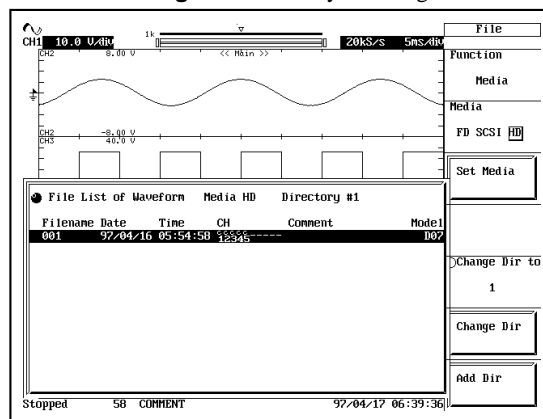 File
CH1 10.0 V/div
1k
20kS/s 5ms/div
CH2 8.00 V
<< Main >>
Function
Media
Media
FD SCSI HD
CH2 -8.00 V
CH3 40.0 V
Set Media
File List of Waveform Media HD Directory #1
Filename Date Time CH Comment Model
001 97/04/16 05:54:58 12345----- D07
Change Dir to
1
Change Dir
Add Dir
Stopped 58 COMMENT 97/04/17 06:39:36